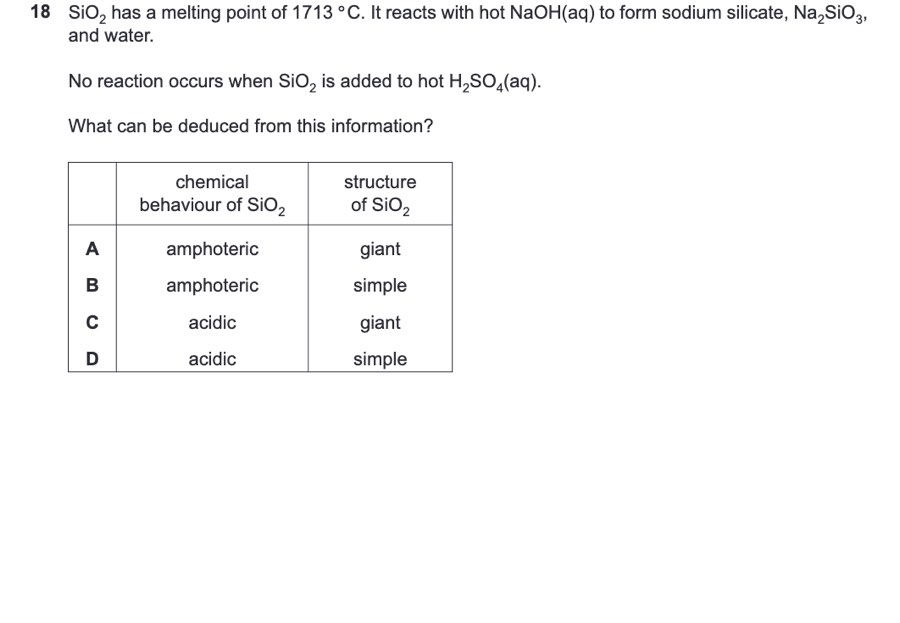 18 SiO₂ has a melting point of 1713 °C. It reacts with hot NaOH(aq) to form sodium silicate, Na₂SiO₃,
and water.
No reaction occurs when SiO₂ is added to hot H₂SO₄(aq).
What can be deduced from this information?
chemical behaviour of SiO₂ structure of SiO₂
A amphoteric giant
B amphoteric simple
C acidic giant
D acidic simple